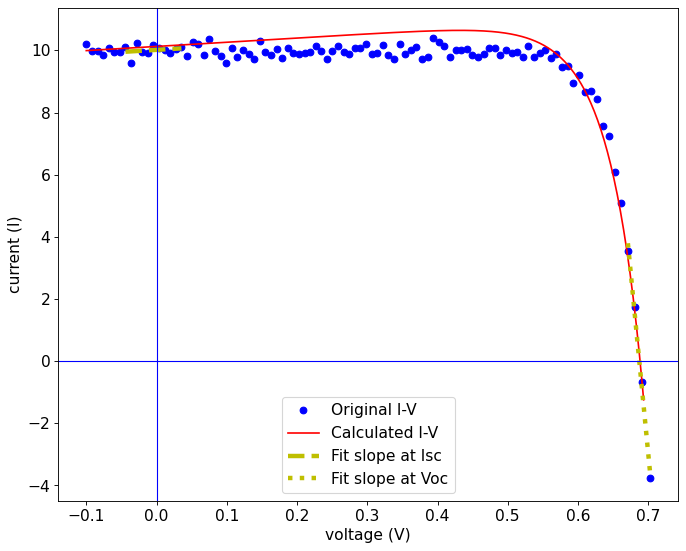 10
8
6
4
2
0
−2
−4
current (I)
Original I-V
Calculated I-V
Fit slope at Isc
Fit slope at Voc
−0.1 0.0 0.1 0.2 0.3 0.4 0.5 0.6 0.7
voltage (V)